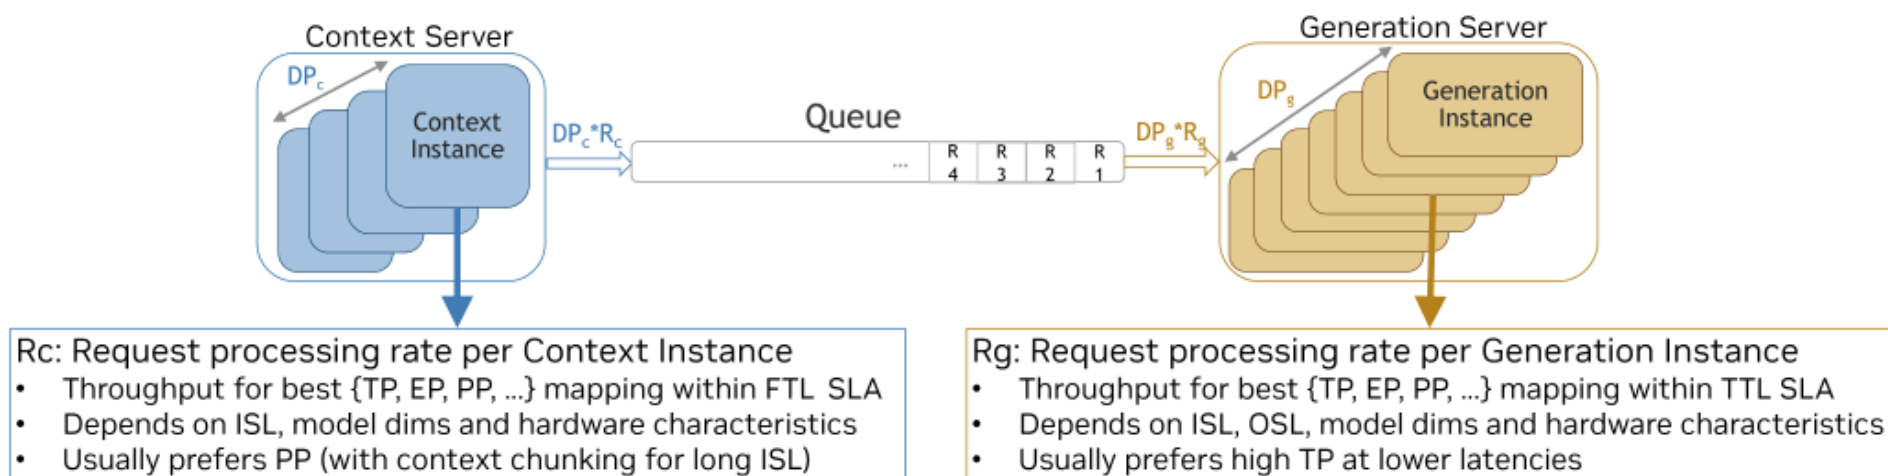 Context Server
Generation Server
DPc
Context
Instance
DPc*Rc
Queue
... R R R R
4 3 2 1
DPg*Rg
DPg
Generation
Instance
Rc: Request processing rate per Context Instance
• Throughput for best {TP, EP, PP, ...} mapping within FTL SLA
• Depends on ISL, model dims and hardware characteristics
• Usually prefers PP (with context chunking for long ISL)
Rg: Request processing rate per Generation Instance
• Throughput for best {TP, EP, PP, ...} mapping within TTL SLA
• Depends on ISL, OSL, model dims and hardware characteristics
• Usually prefers high TP at lower latencies